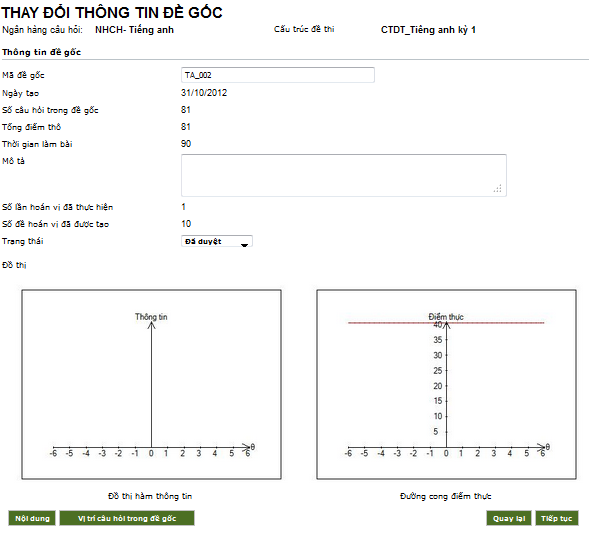 THAY ĐỔI THÔNG TIN ĐỀ GỐC
Ngân hàng câu hỏi: NHCH- Tiếng anh Cấu trúc đề thi CTDT_Tiếng anh kỳ 1
Thông tin đề gốc
Mã đề gốc TA_002
Ngày tạo 31/10/2012
Số câu hỏi trong đề gốc 81
Tổng điểm thô 81
Thời gian làm bài 90
Mô tả
Số lần hoán vị đã thực hiện 1
Số đề hoán vị đã được tạo 10
Trạng thái Đã duyệt
Đồ thị
Thông tin
-6 -5 -4 -3 -2 -1 0 1 2 3 4 5 6 θ
Điểm thực
40
35
30
25
20
15
10
5
-6 -5 -4 -3 -2 -1 0 1 2 3 4 5 6 θ
Đồ thị hàm thông tin Đường cong điểm thực
Nội dung Vị trí câu hỏi trong đề gốc Quay lại Tiếp tục